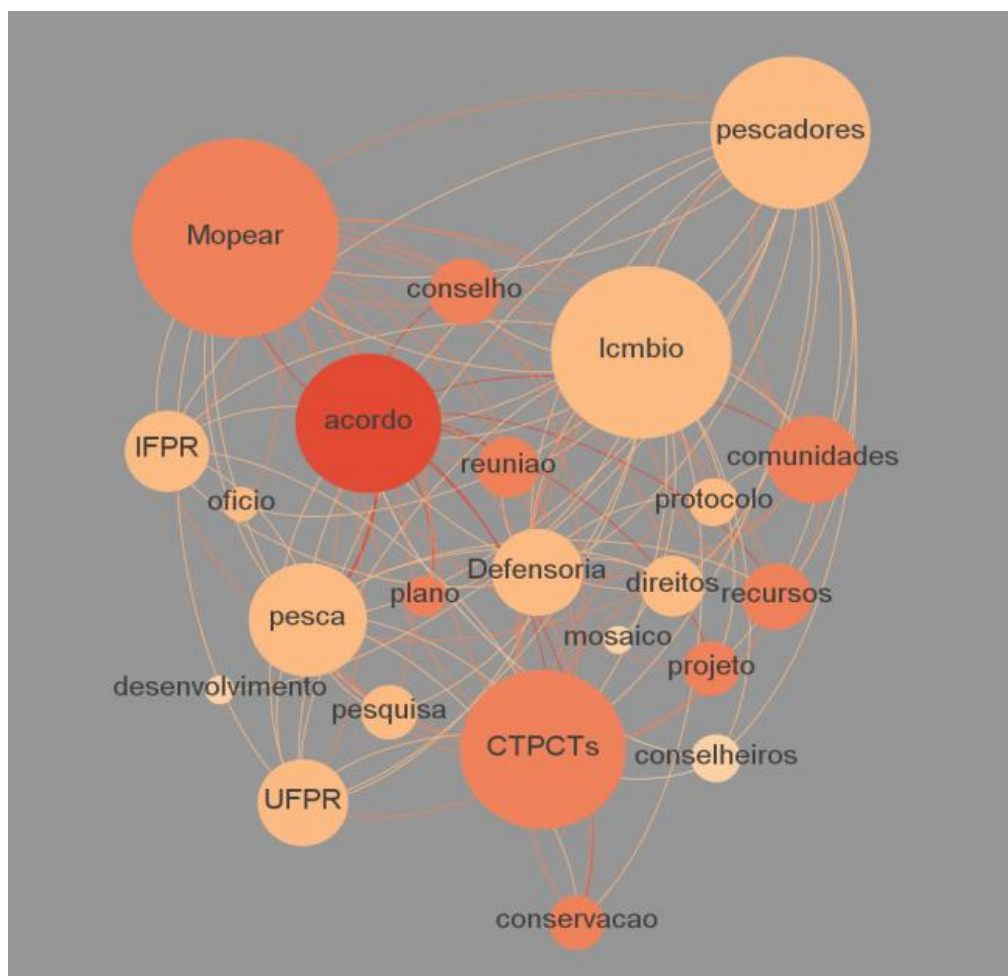 pescadores
Mopear
conselho
Icmbio
acordo
IFPR
reuniao
comunidades
oficio
protocolo
Defensoria
direitos
plano
recursos
pesca
mosaico
projeto
desenvolvimento
pesquisa
CTPCTs
conselheiros
UFPR
conservacao